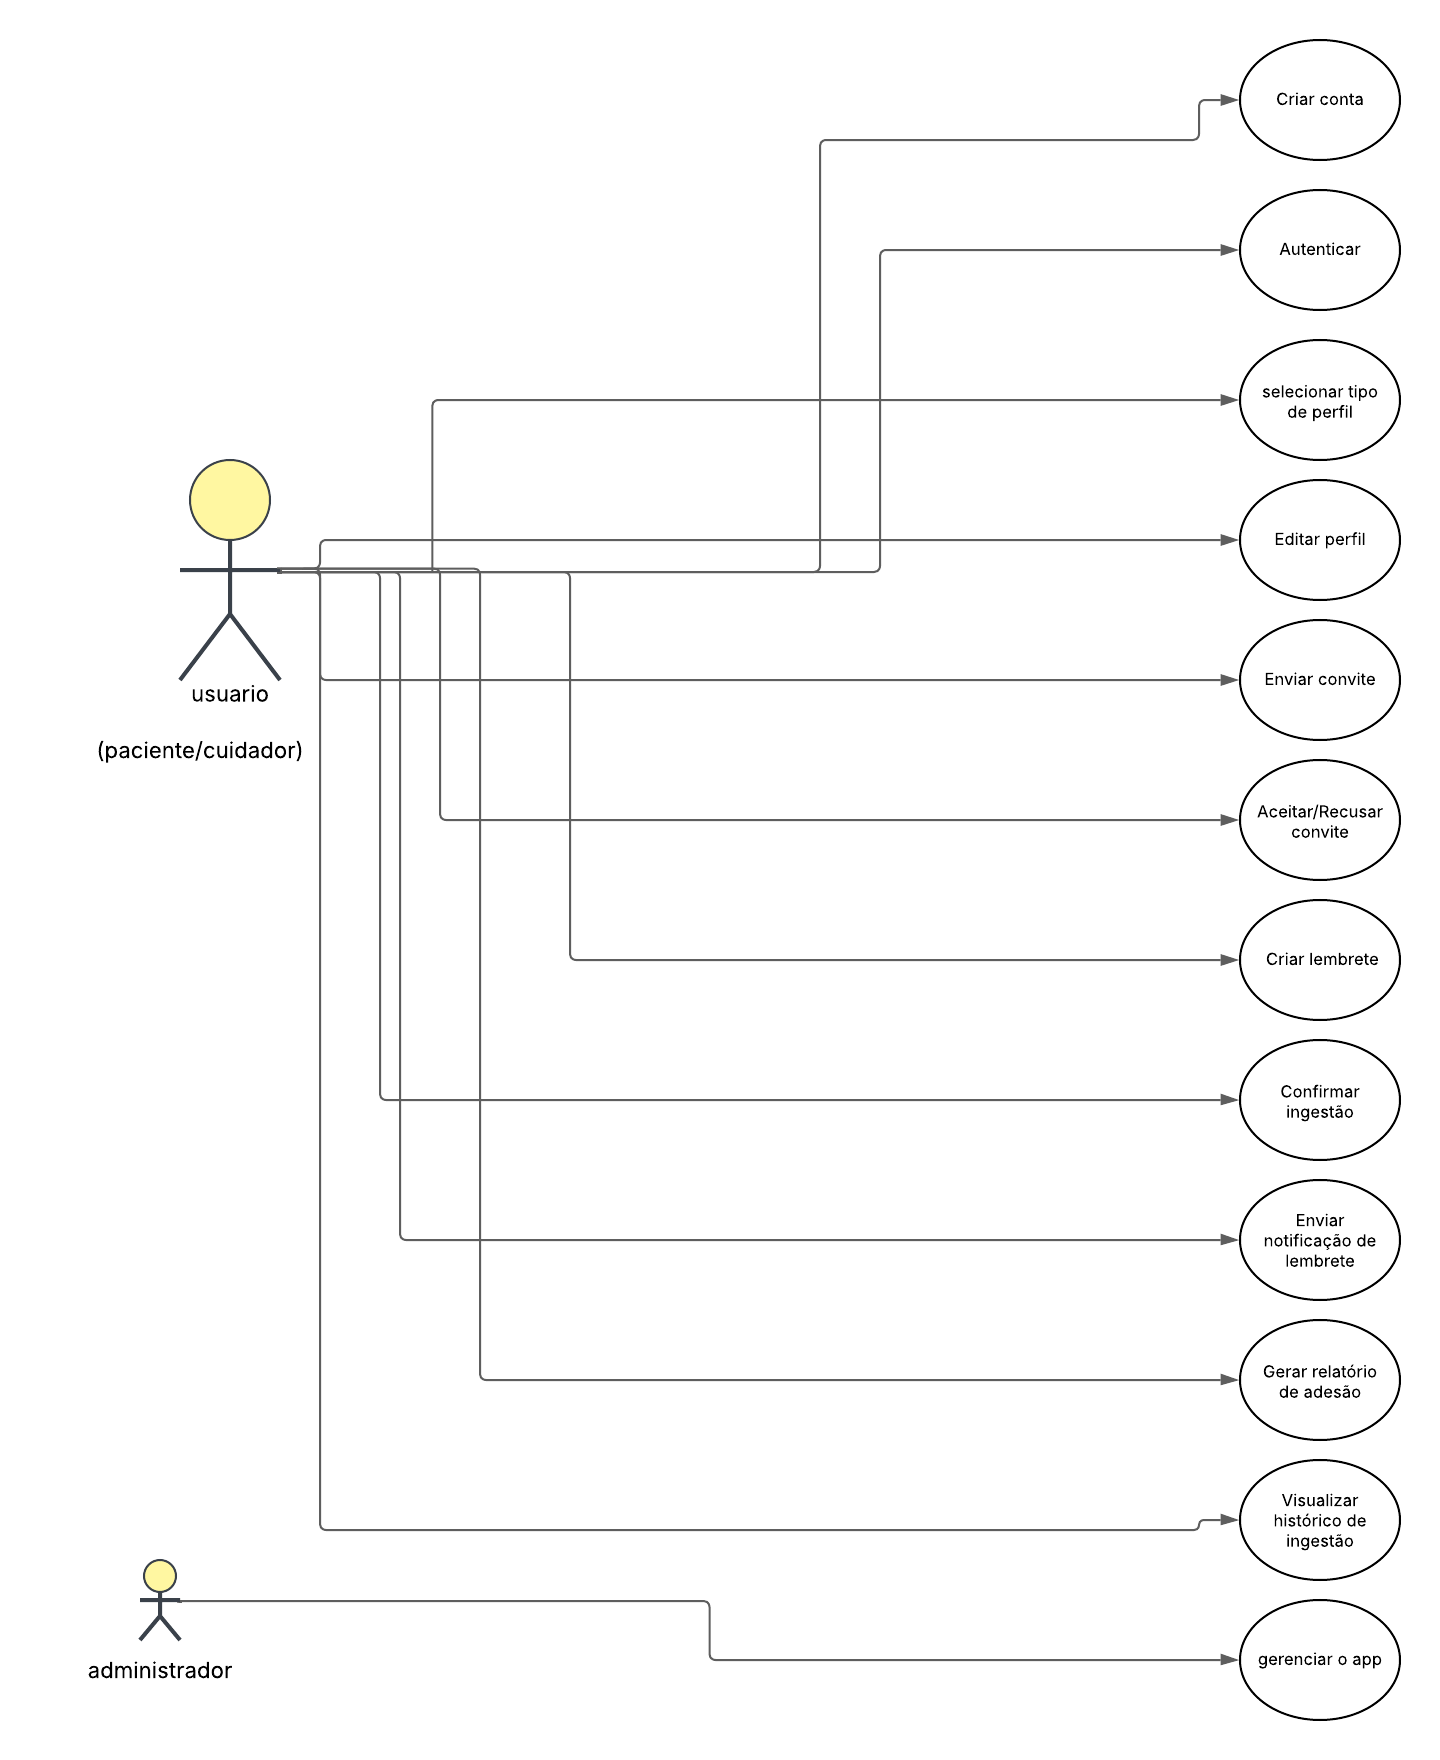 Criar conta
Autenticar
selecionar tipo
de perfil
Editar perfil
Enviar convite
usuario
(paciente/cuidador)
Aceitar/Recusar
convite
Criar lembrete
Confirmar
ingestão
Enviar
notificação de
lembrete
Gerar relatório
de adesão
Visualizar
histórico de
ingestão
administrador
gerenciar o app